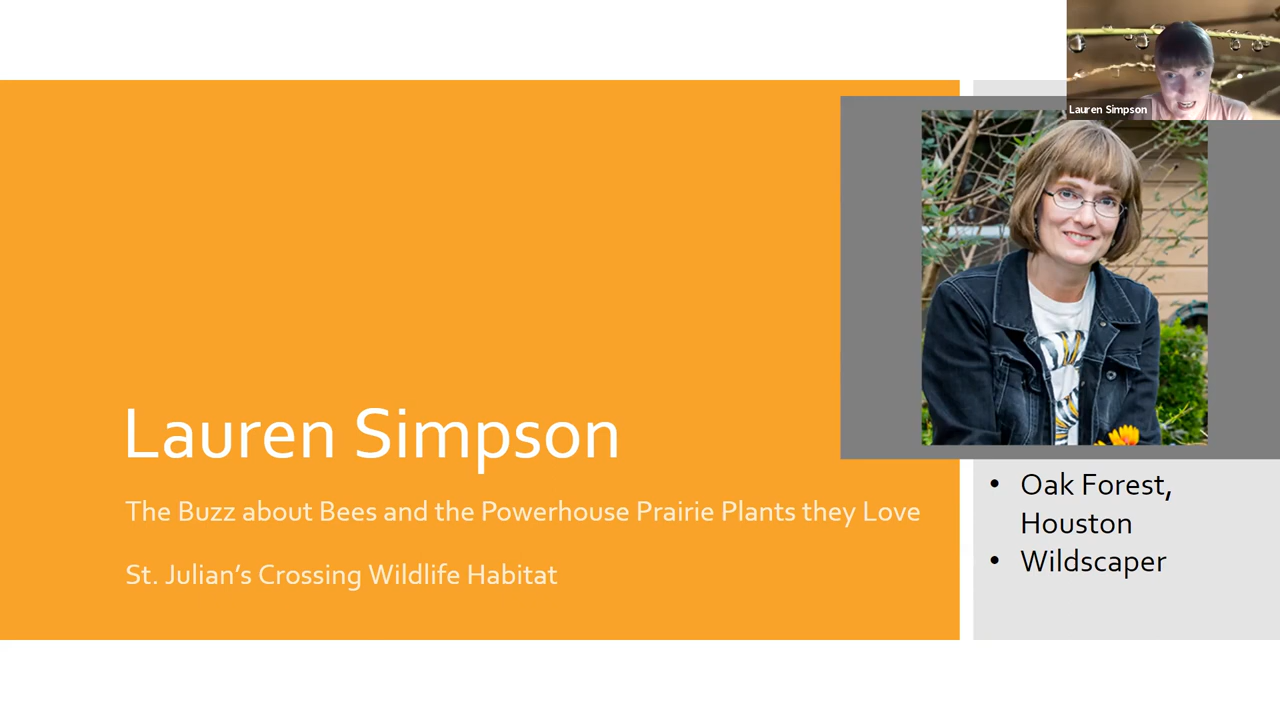 Lauren Simpson
Lauren Simpson
The Buzz about Bees and the Powerhouse Prairie Plants they Love
St. Julian’s Crossing Wildlife Habitat
• Oak Forest,
Houston
• Wildscaper